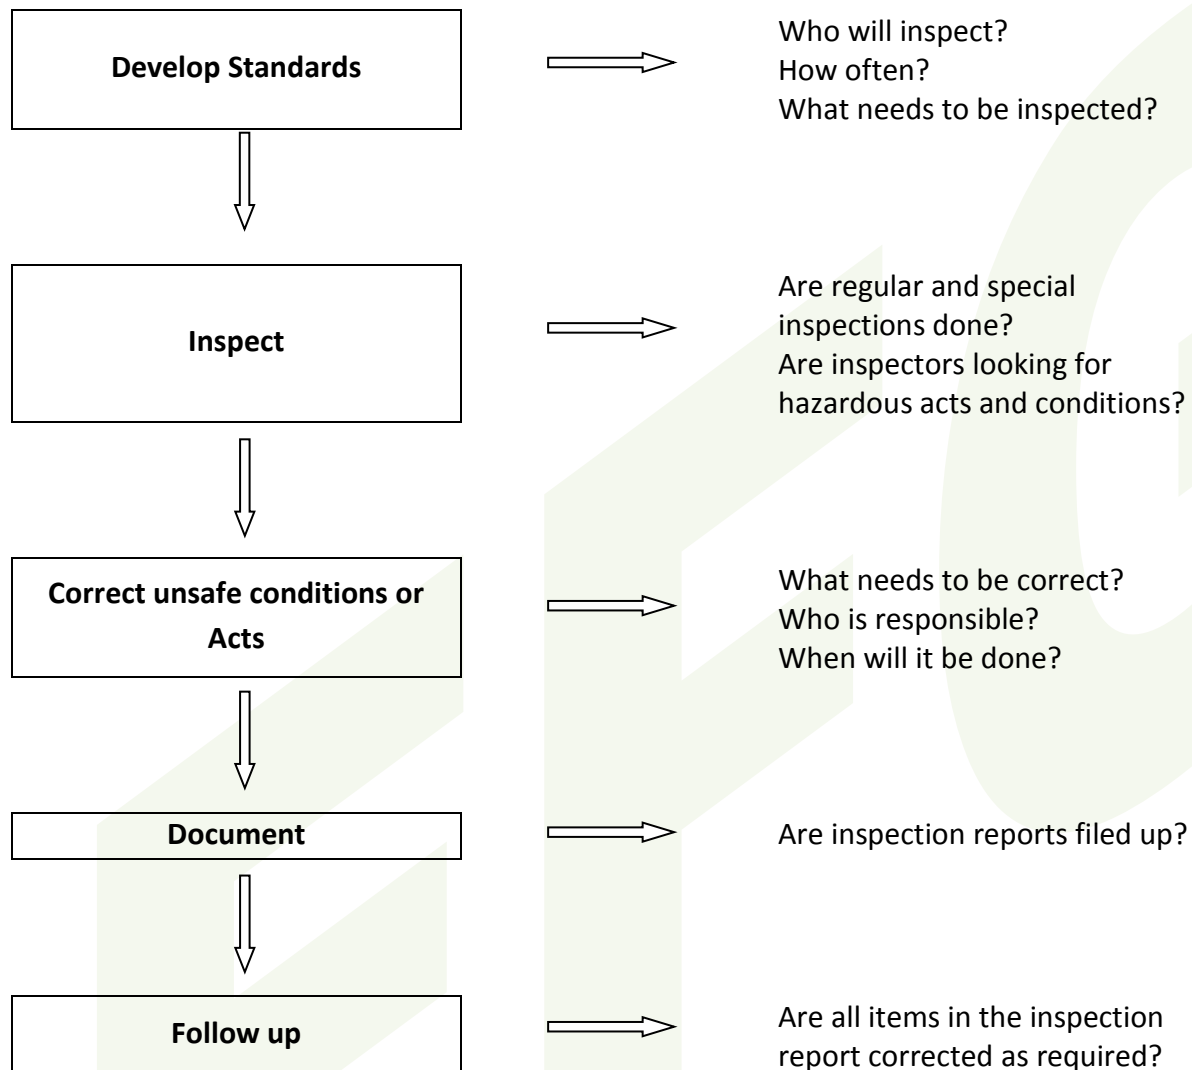 Develop Standards
Who will inspect?
How often?
What needs to be inspected?
Inspect
Are regular and special
inspections done?
Are inspectors looking for
hazardous acts and conditions?
Correct unsafe conditions or
Acts
What needs to be correct?
Who is responsible?
When will it be done?
Document
Are inspection reports filed up?
Follow up
Are all items in the inspection
report corrected as required?